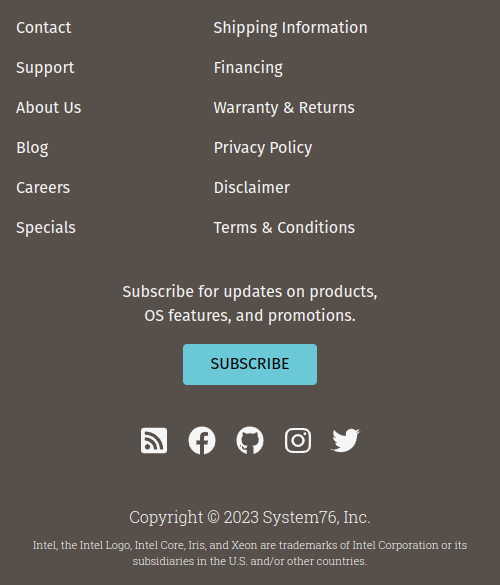 Contact
Support
About Us
Blog
Careers
Specials
Shipping Information
Financing
Warranty & Returns
Privacy Policy
Disclaimer
Terms & Conditions
Subscribe for updates on products,
OS features, and promotions.
SUBSCRIBE
Copyright © 2023 System76, Inc.
Intel, the Intel Logo, Intel Core, Iris, and Xeon are trademarks of Intel Corporation or its
subsidiaries in the U.S. and/or other countries.